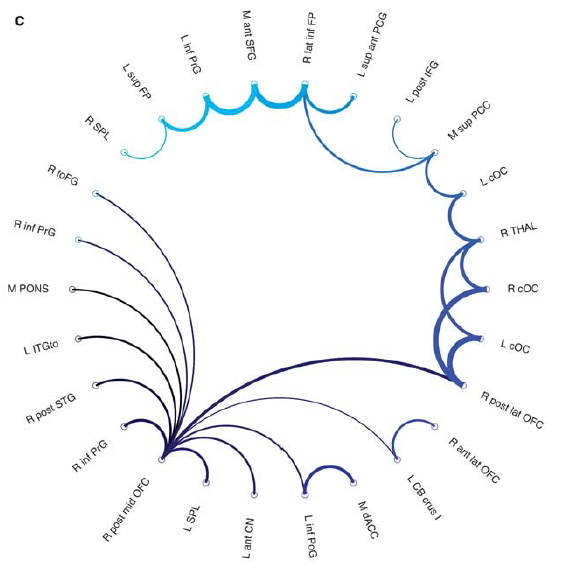 c
M ant SFG
R lat inf FP
L sup ant PCG
L post IFG
M sup PCC
L cOC
R THAL
R cOC
L cOC
R post lat OFC
R ant lat OFC
L CB crus I
M dACC
L inf PoG
L ant CN
L SPL
R post mid OFC
R inf PrG
R post STG
L ITGto
M PONS
R inf PrG
R toFG
R SPL
L sup FP
L inf PrG